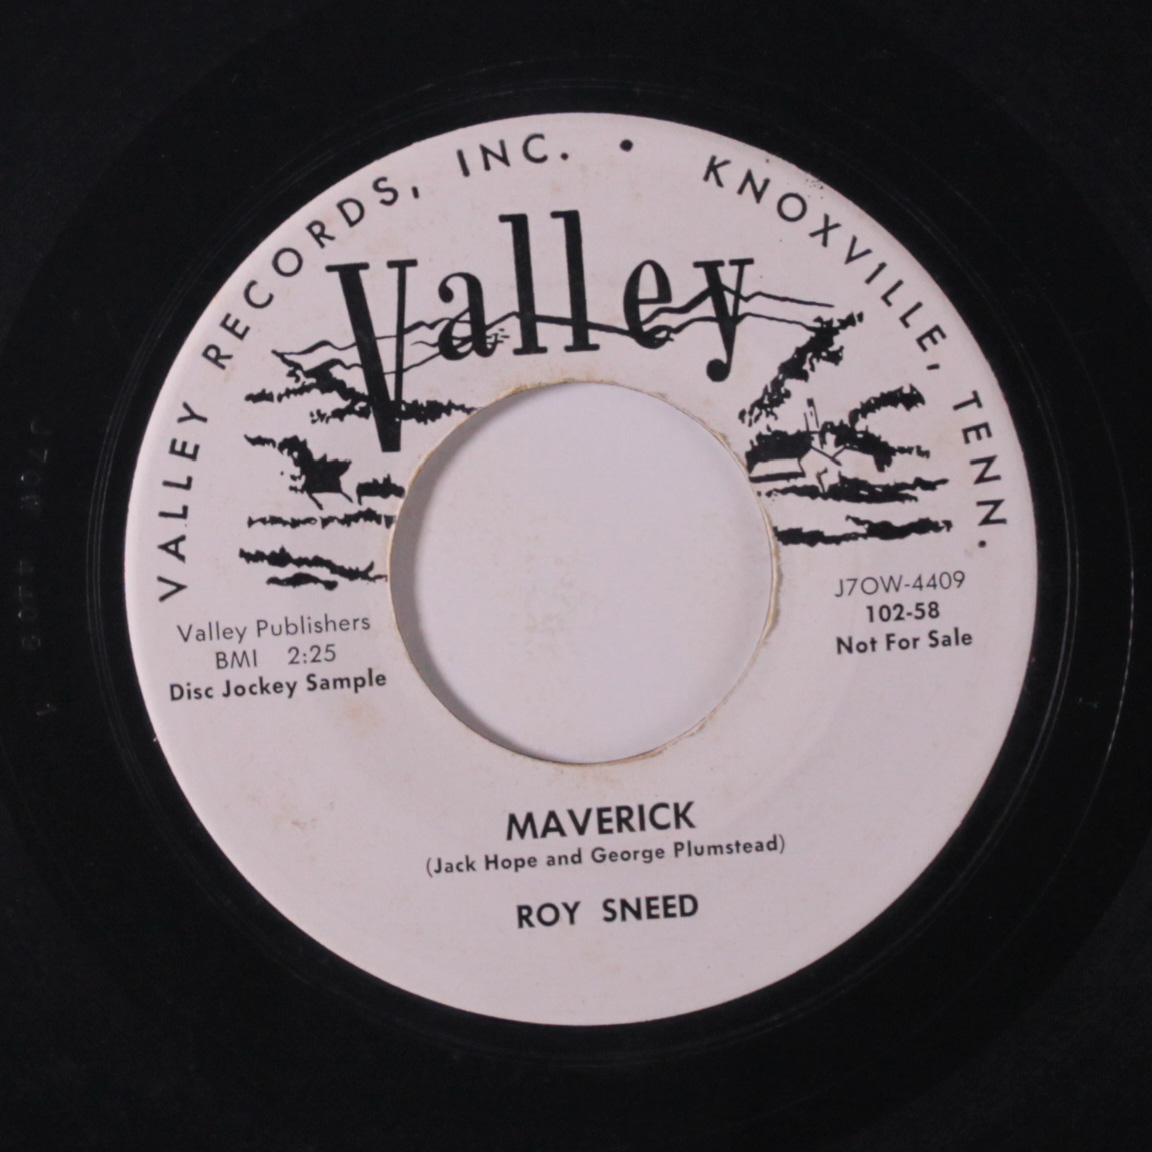 VALLEY RECORDS, INC. • KNOXVILLE, TENN.
Valley
Valley Publishers
BMI 2:25
Disc Jockey Sample
J7OW-4409
102-58
Not For Sale
MAVERICK
(Jack Hope and George Plumstead)
ROY SNEED